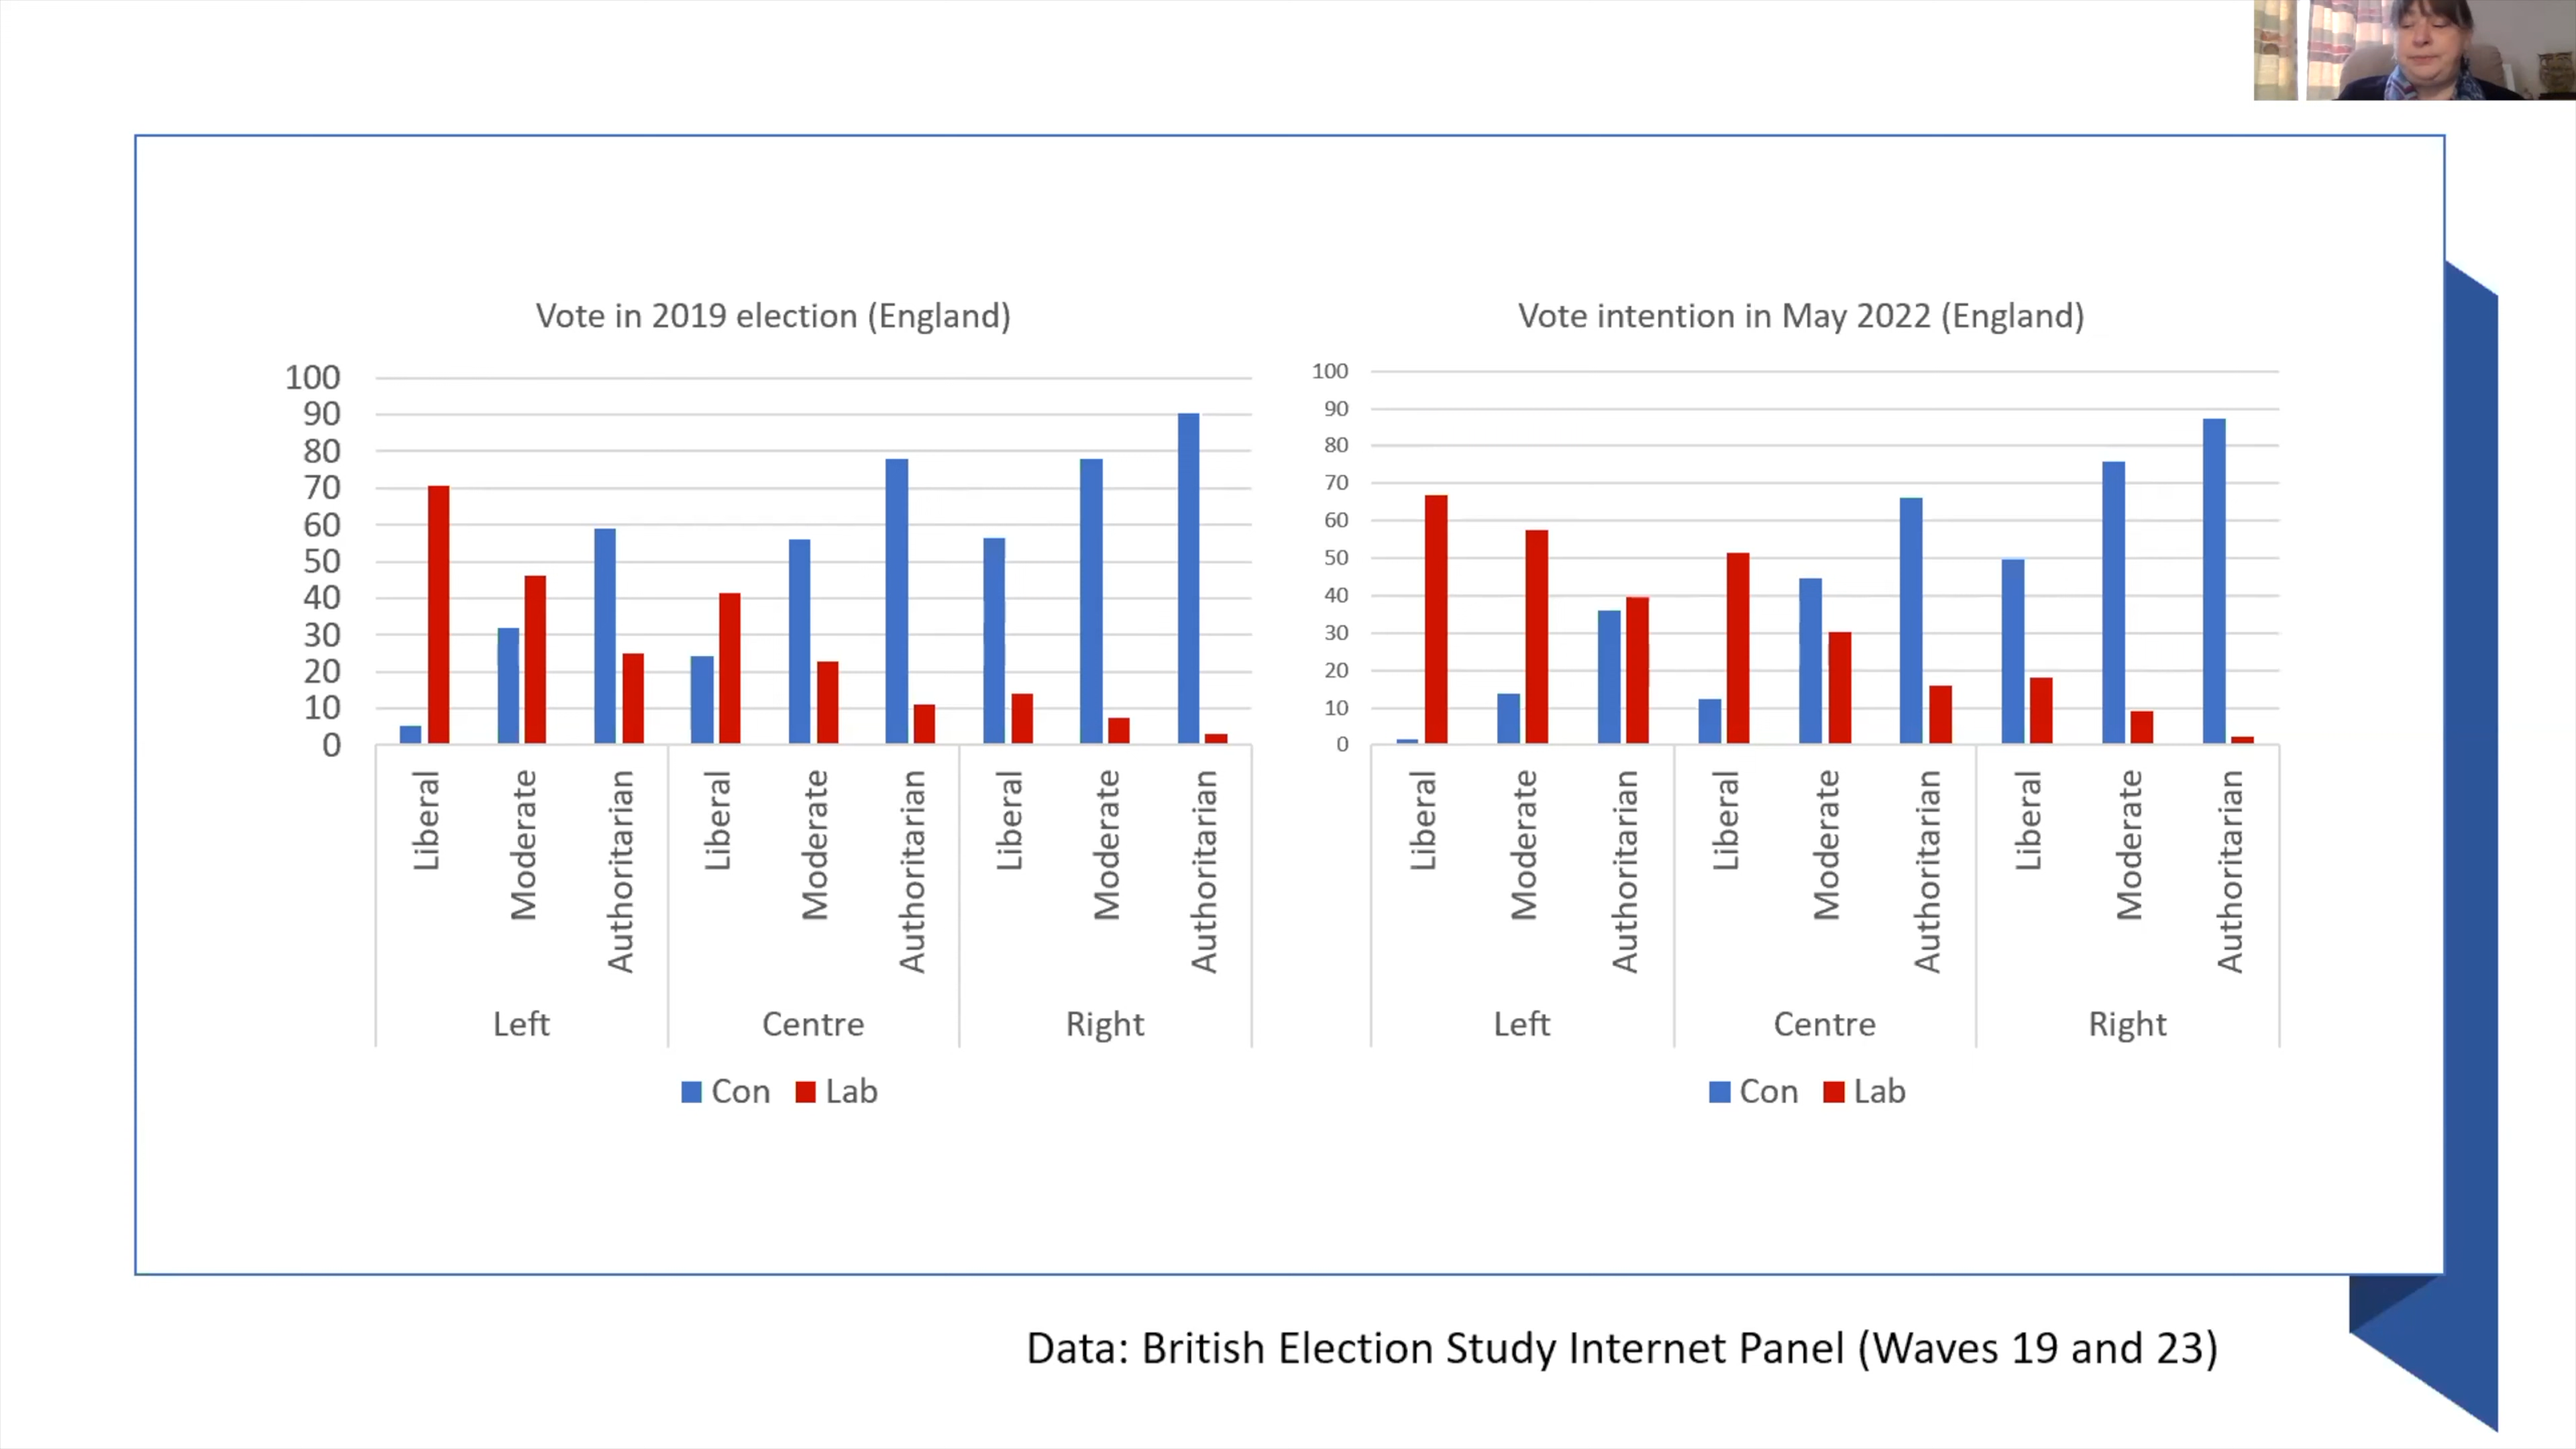 Vote in 2019 election (England)
100
90
80
70
60
50
40
30
20
10
0
Liberal
Moderate
Authoritarian
Liberal
Moderate
Authoritarian
Liberal
Moderate
Authoritarian
Left
Centre
Right
Con
Lab
Vote intention in May 2022 (England)
100
90
80
70
60
50
40
30
20
10
0
Liberal
Moderate
Authoritarian
Liberal
Moderate
Authoritarian
Liberal
Moderate
Authoritarian
Left
Centre
Right
Con
Lab
Data: British Election Study Internet Panel (Waves 19 and 23)